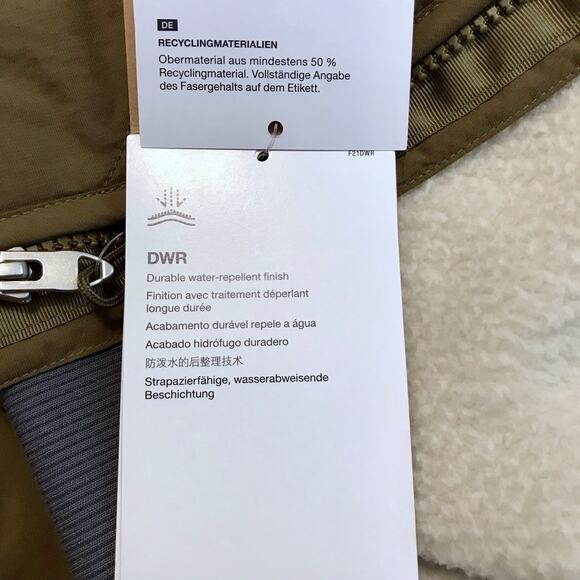 DE
RECYCLINGMATERIALIEN
Obermaterial aus mindestens 50 %
Recyclingmaterial. Vollständige Angabe
des Fasergehalts auf dem Etikett.
F21DWR
DWR
Durable water-repellent finish
Finition avec traitement déperlant
longue durée
Acabamento durável repele a água
Acabado hidrófugo duradero
防泼水的后整理技术
Strapazierfähige, wasserabweisende
Beschichtung